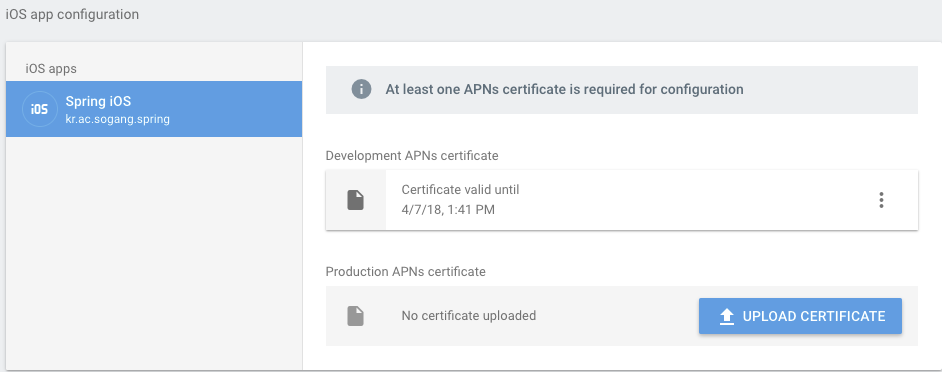 iOS app configuration
iOS apps
iOS
Spring iOS
kr.ac.sogang.spring
i At least one APNs certificate is required for configuration
Development APNs certificate
Certificate valid until
4/7/18, 1:41 PM
Production APNs certificate
No certificate uploaded
UPLOAD CERTIFICATE